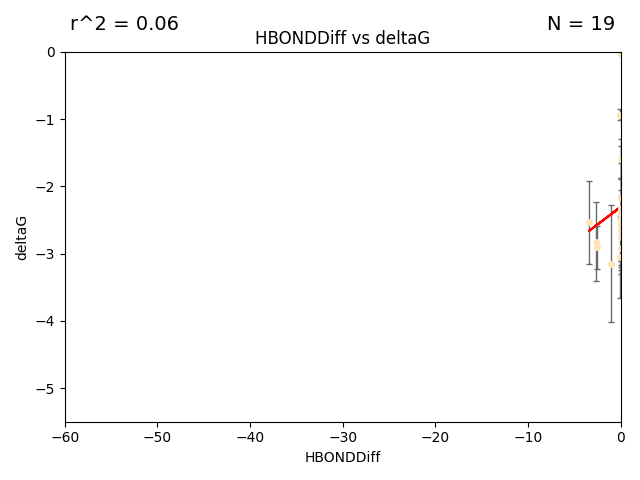 r^2 = 0.06
N = 19
HBONDDiff vs deltaG
0
−1
−2
−3
−4
−5
deltaG
−60
−50
−40
−30
−20
−10
0
HBONDDiff